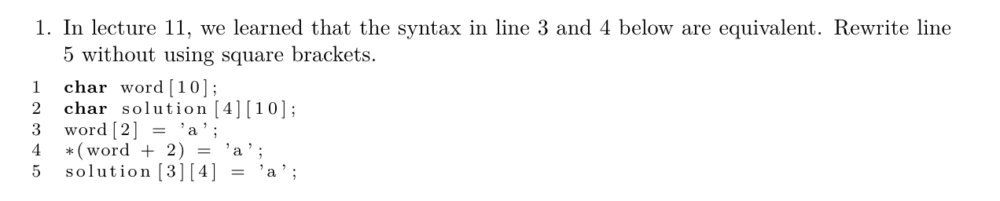 1. In lecture 11, we learned that the syntax in line 3 and 4 below are equivalent. Rewrite line
5 without using square brackets.
1 char word[10];
2 char solution[4][10];
3 word[2] = 'a';
4 *(word + 2) = 'a';
5 solution[3][4] = 'a';